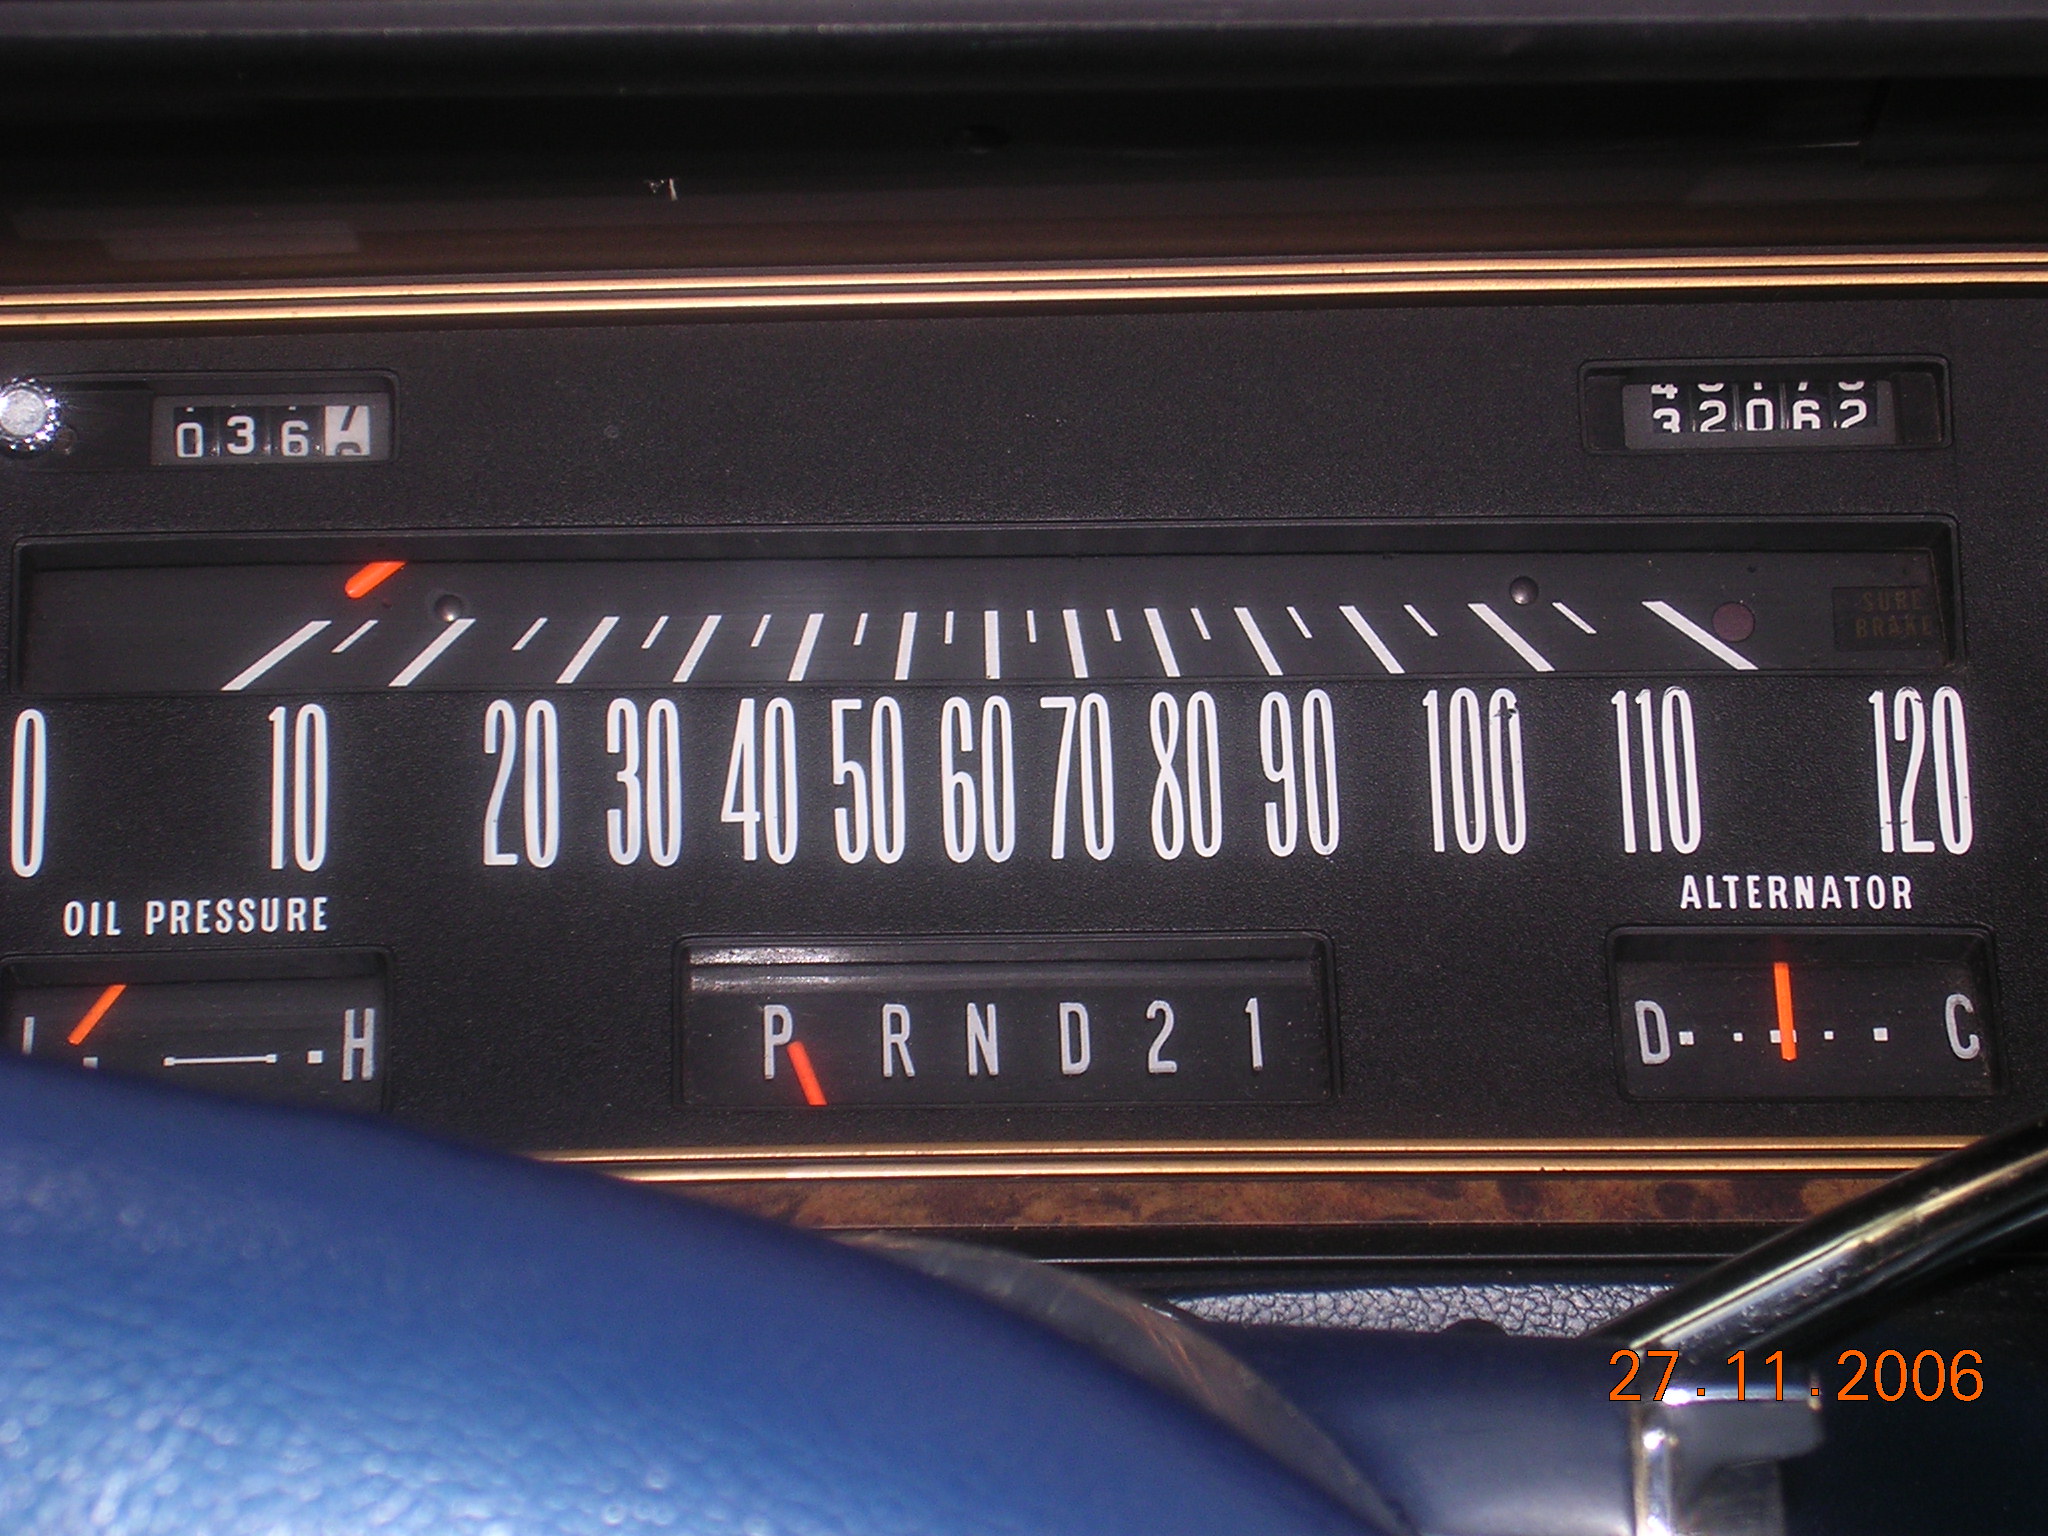 036
32062
SURE
BRAKE
0 10 20 30 40 50 60 70 80 90 100 110 120
OIL PRESSURE
ALTERNATOR
H
P R N D 2 1
D C
27.11.2006